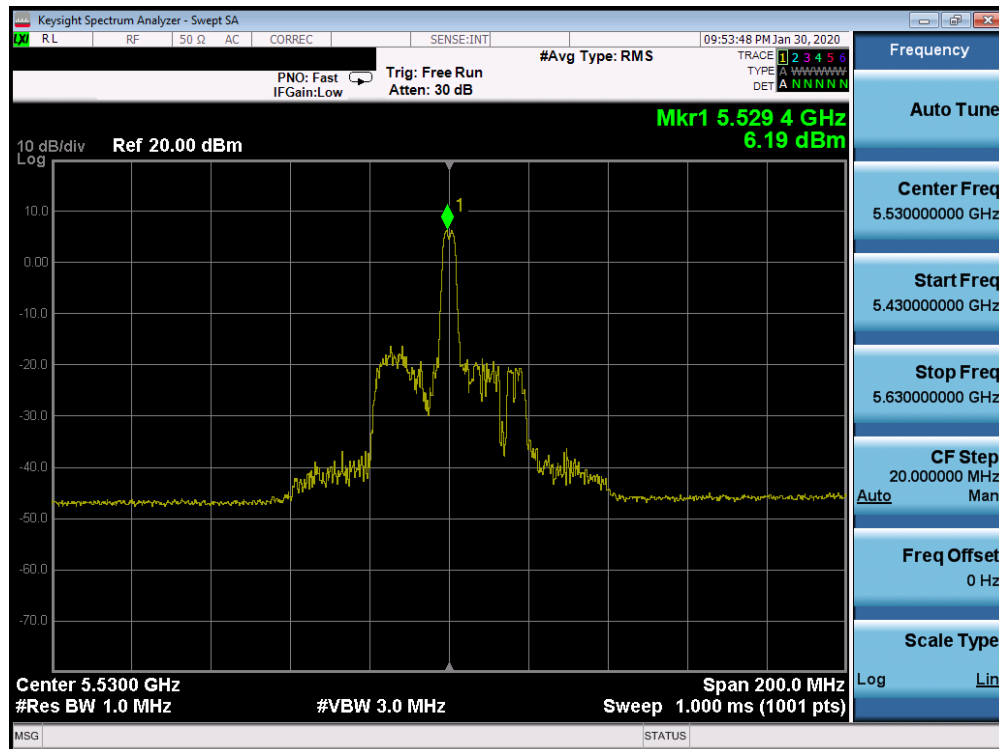 Keysight Spectrum Analyzer - Swept SA
LXI RL RF 50 Ω AC CORREC SENSE:INT 09:53:48 PM Jan 30, 2020
#Avg Type: RMS
TRACE 1 2 3 4 5 6
PNO: Fast Trig: Free Run
TYPE A WWWWW
IFGain:Low Atten: 30 dB
DET A N N N N N
Mkr1 5.529 4 GHz
6.19 dBm
10 dB/div Ref 20.00 dBm
Log
1
10.0
0.00
-10.0
-20.0
-30.0
-40.0
-50.0
-60.0
-70.0
Center 5.5300 GHz Span 200.0 MHz
#Res BW 1.0 MHz #VBW 3.0 MHz Sweep 1.000 ms (1001 pts)
MSG STATUS
Frequency
Auto Tune
Center Freq
5.530000000 GHz
Start Freq
5.430000000 GHz
Stop Freq
5.630000000 GHz
CF Step
20.000000 MHz
Auto Man
Freq Offset
0 Hz
Scale Type
Log Lin